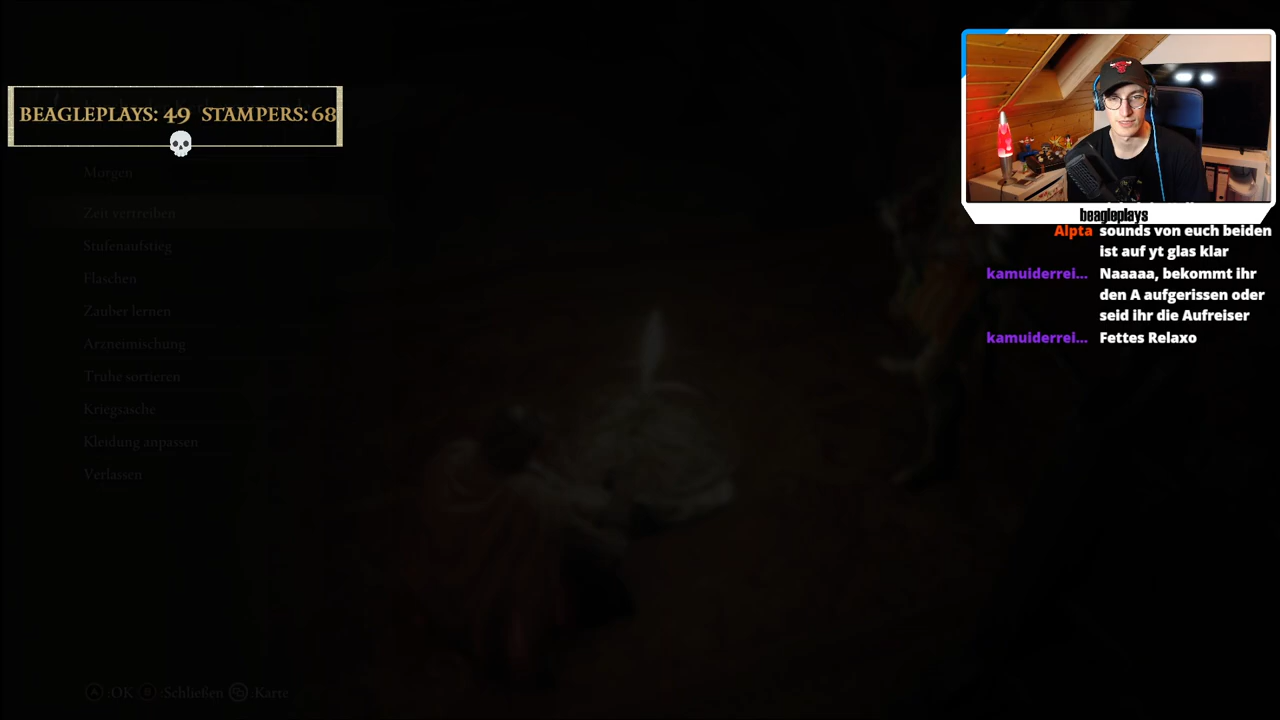 BEAGLEPLAYS: 49 STAMPERS: 68
Morgen
Zeit vertreiben
Stufenaufstieg
Flaschen
Zauber lernen
Arzneimischung
Truhe sortieren
Kriegsasche
Kleidung anpassen
Verlassen
A :OK B :Schließen :Karte
beagleplays
Alpta sounds von euch beiden
ist auf yt glas klar
kamuiderrei... Naaaaa, bekommt ihr
den A aufgerissen oder
seid ihr die Aufreiser
kamuiderrei... Fettes Relaxo